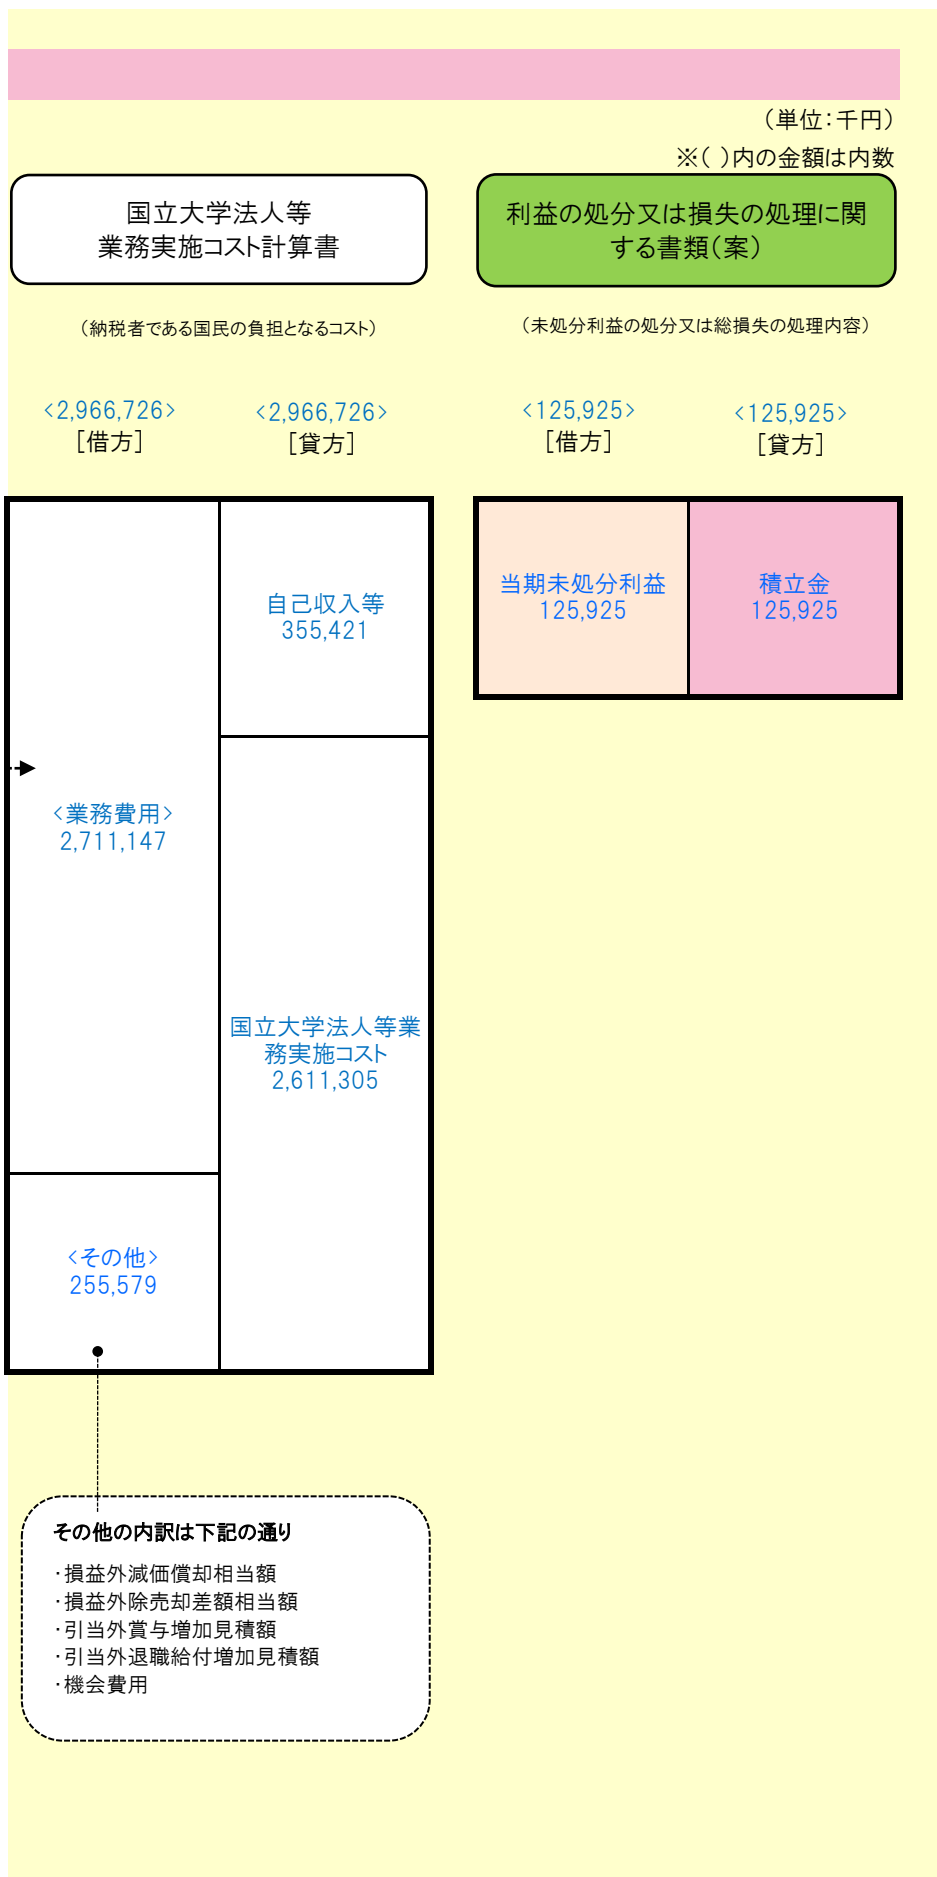 （単位：千円）
※（ ）内の金額は内数
国立大学法人等
業務実施コスト計算書
（納税者である国民の負担となるコスト）
<2,966,726>
［借方］
<2,966,726>
［貸方］
<業務費用>
2,711,147
<その他>
255,579
自己収入等
355,421
国立大学法人等業
務実施コスト
2,611,305
その他の内訳は下記の通り
・損益外減価償却相当額
・損益外除売却差額相当額
・引当外賞与増加見積額
・引当外退職給付増加見積額
・機会費用
利益の処分又は損失の処理に関
する書類（案）
（未処分利益の処分又は総損失の処理内容）
<125,925>
［借方］
<125,925>
［貸方］
当期未処分利益
125,925
積立金
125,925